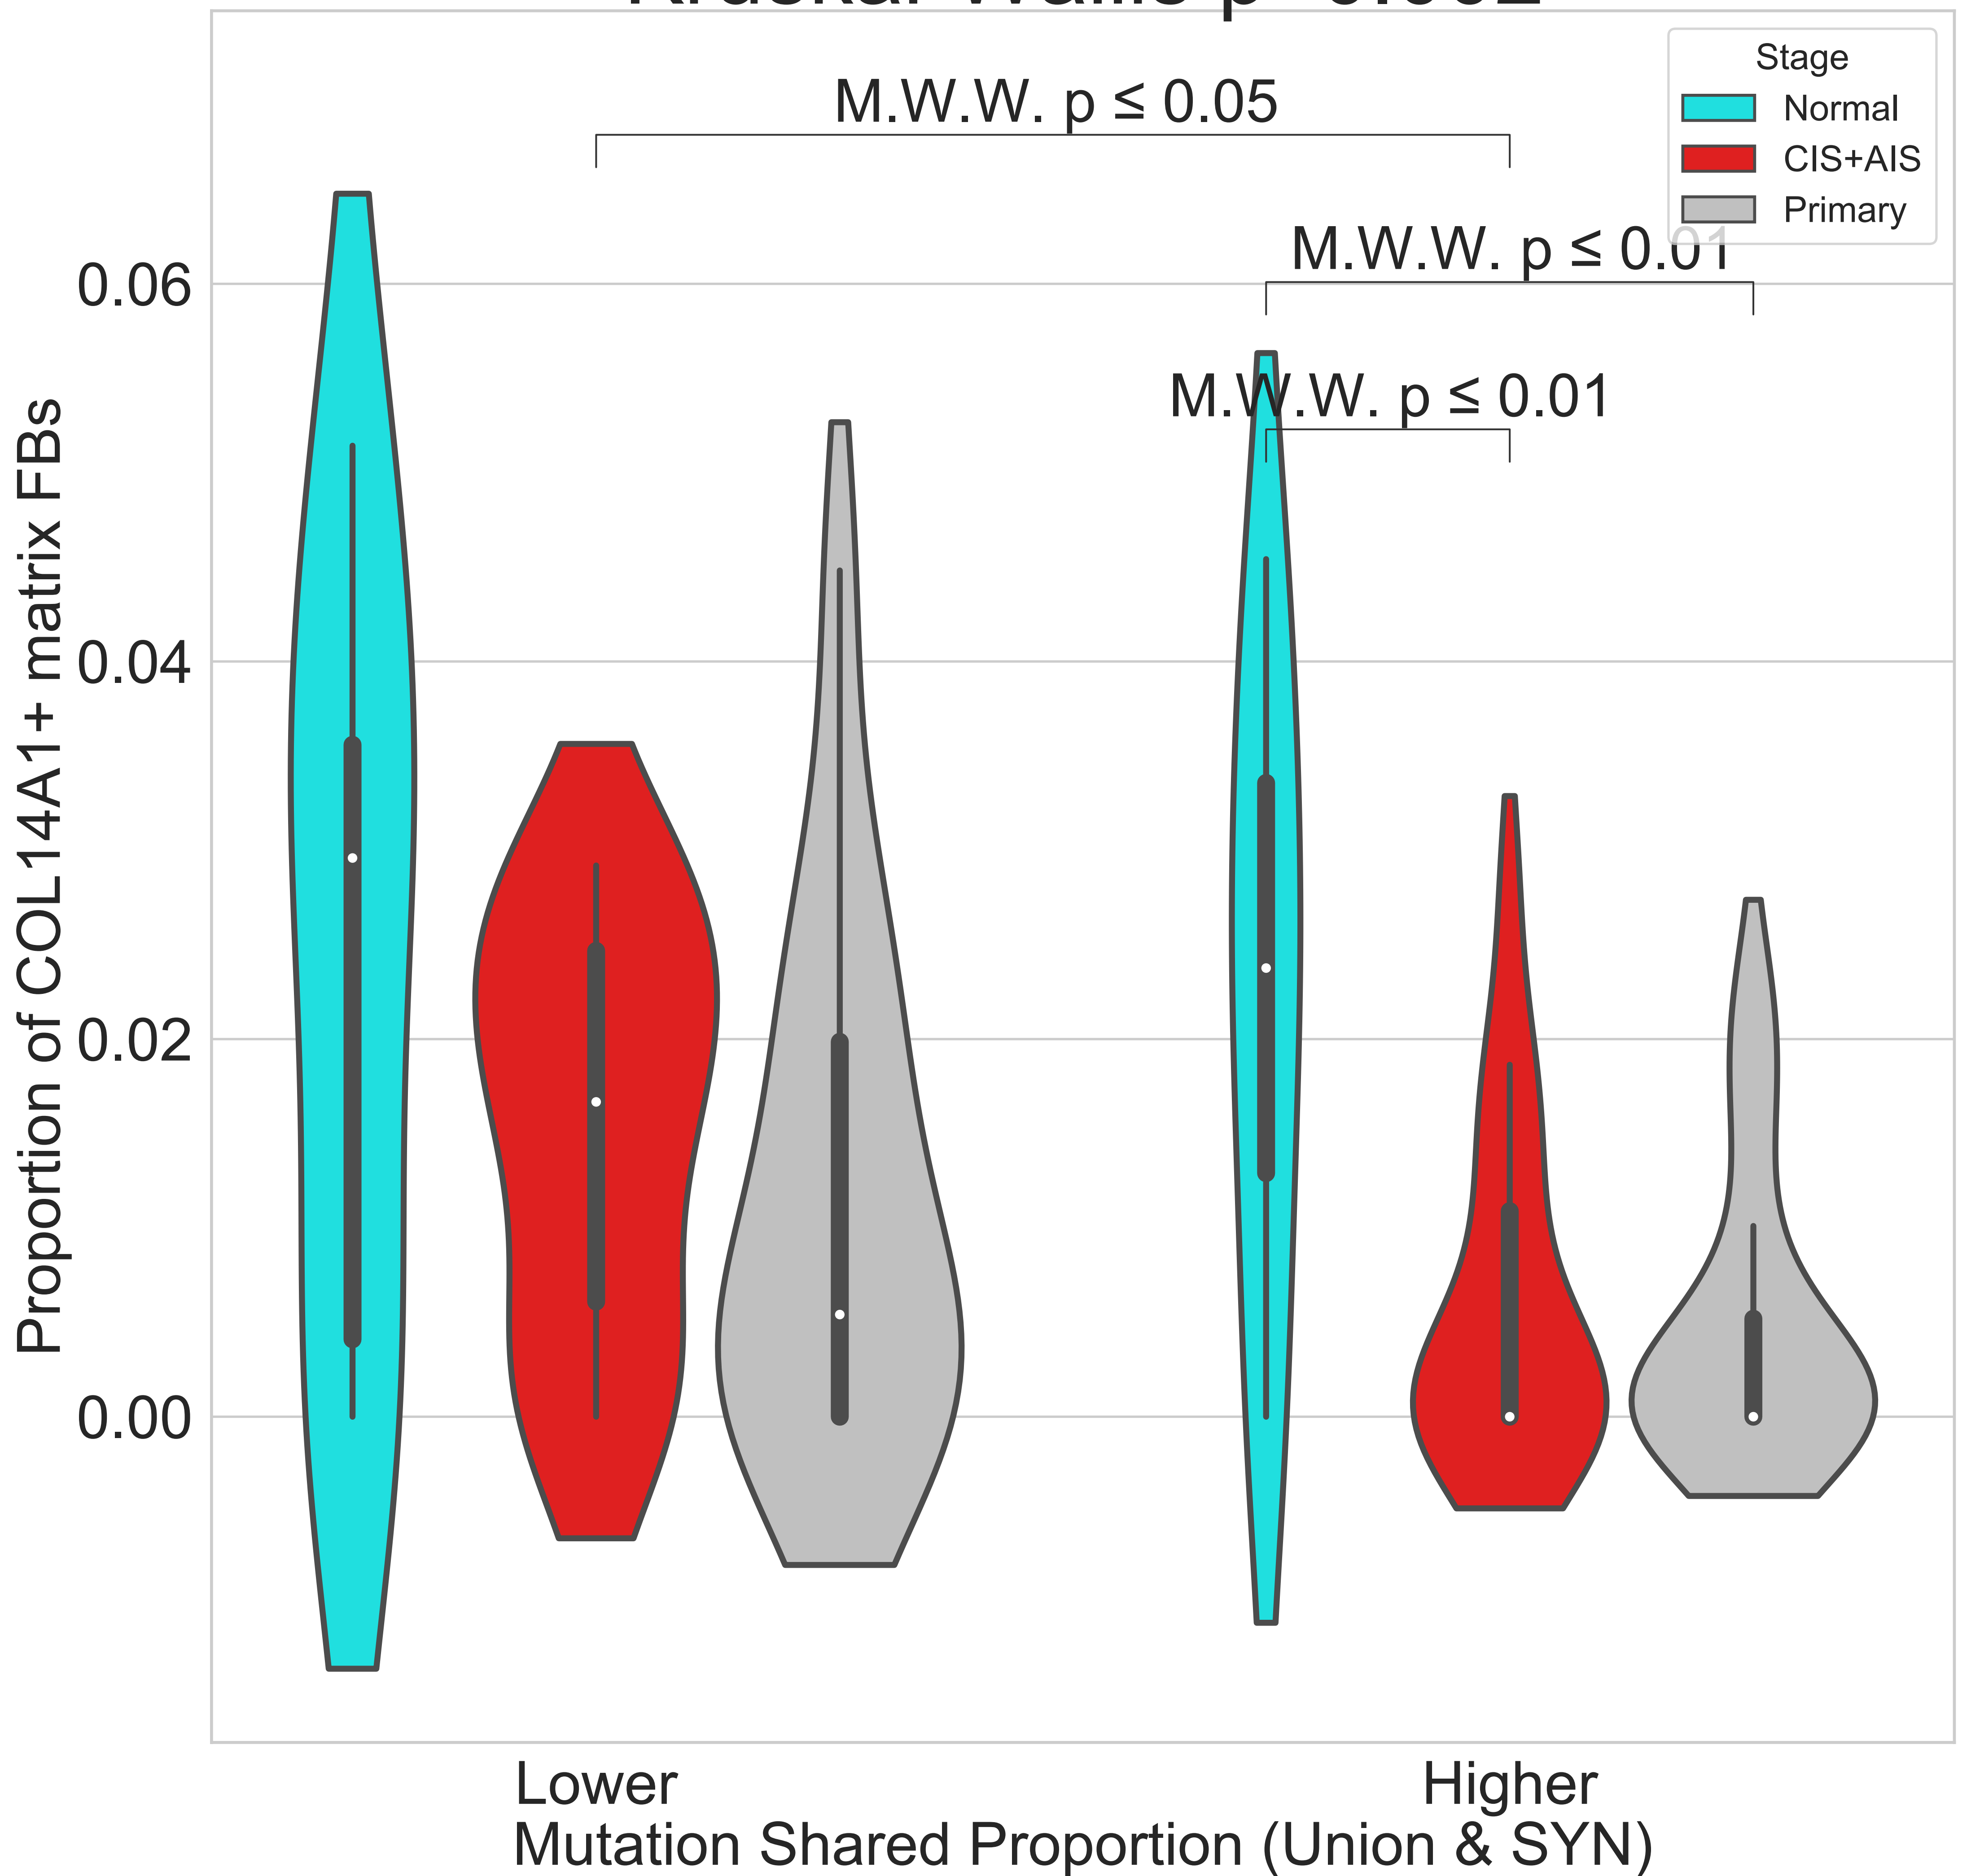 Stage
Normal
CIS+AIS
Primary
M.W.W. p ≤ 0.05
M.W.W. p ≤ 0.01
M.W.W. p ≤ 0.01
Proportion of COL14A1+ matrix FBs
0.06
0.04
0.02
0.00
Lower
Higher
Mutation Shared Proportion (Union & SYN)